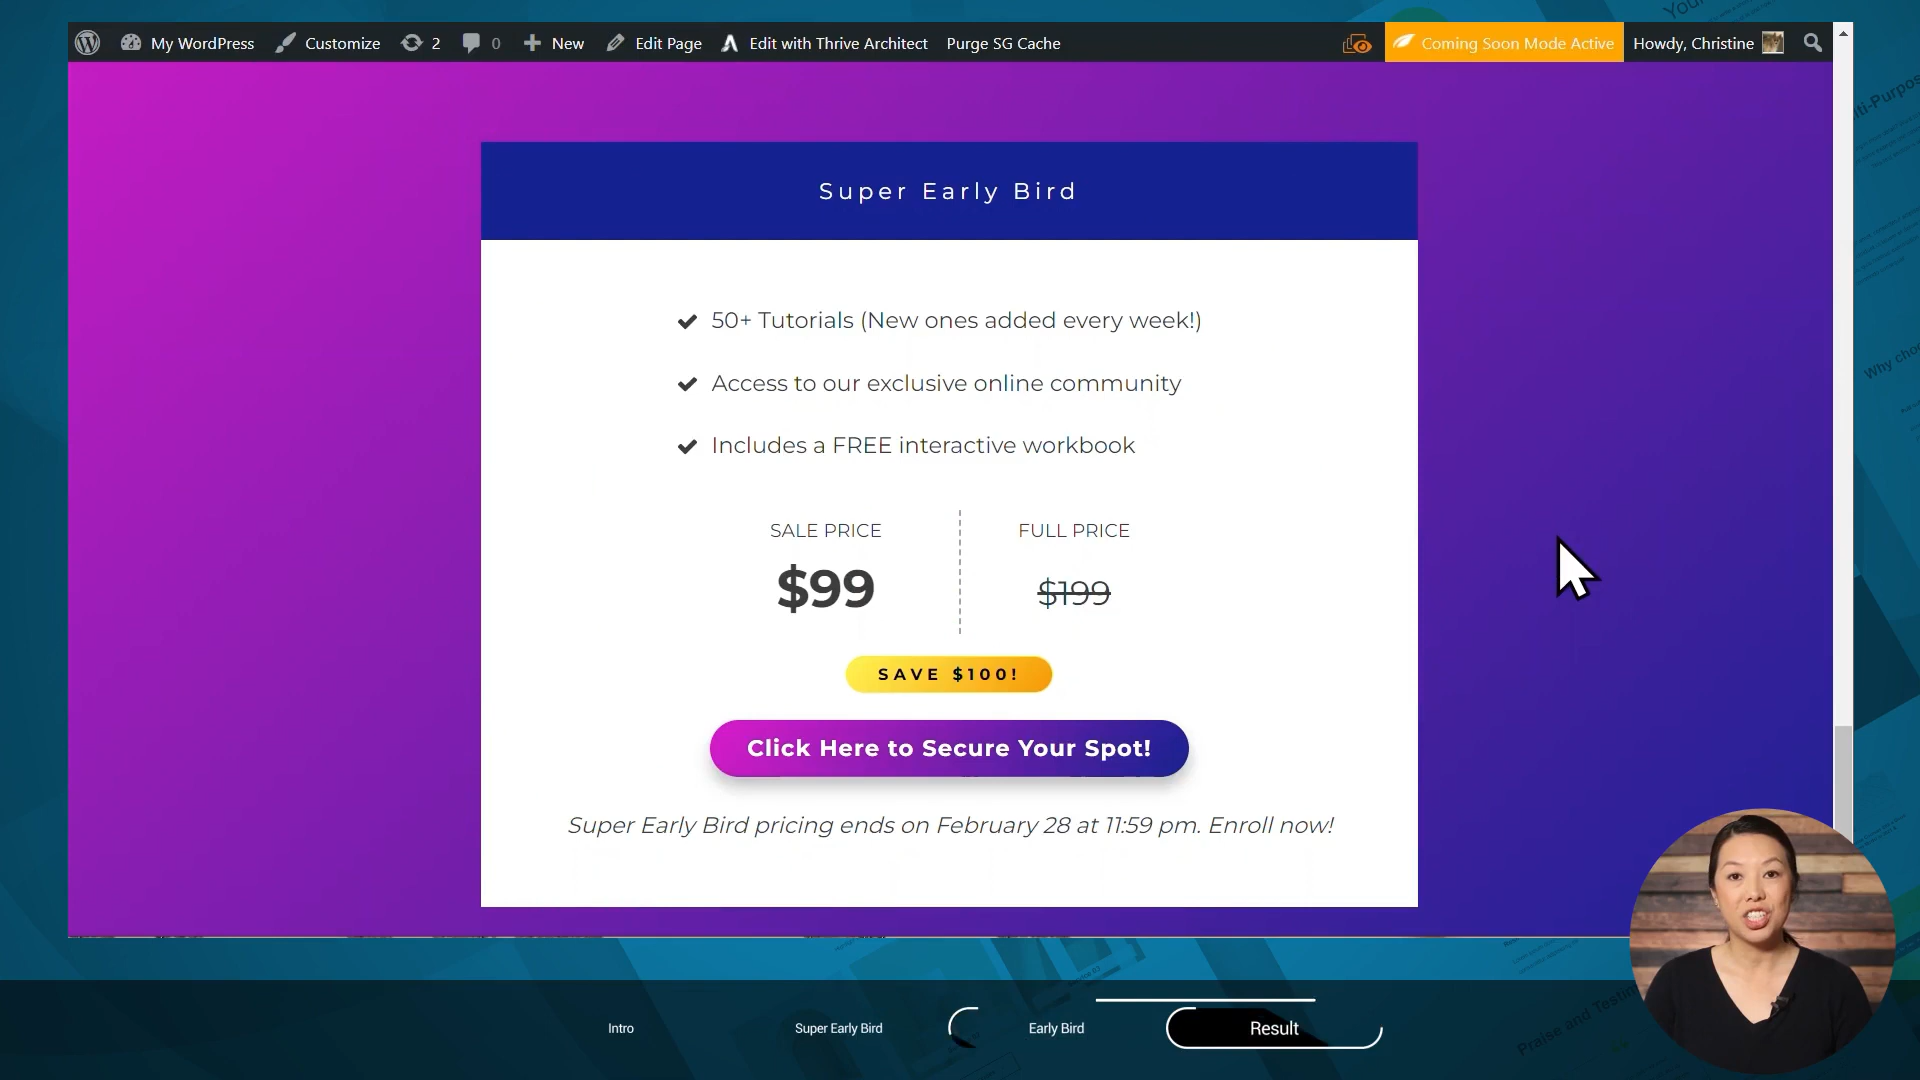 My WordPress Customize 2 0 New Edit Page Edit with Thrive Architect Purge SG Cache Coming Soon Mode Active Howdy, Christine
Super Early Bird
50+ Tutorials (New ones added every week!)
Access to our exclusive online community
Includes a FREE interactive workbook
SALE PRICE FULL PRICE
$99 $199
SAVE $100!
Click Here to Secure Your Spot!
Super Early Bird pricing ends on February 28 at 11:59 pm. Enroll now!
Intro Super Early Bird Early Bird Result
Why
Praise and